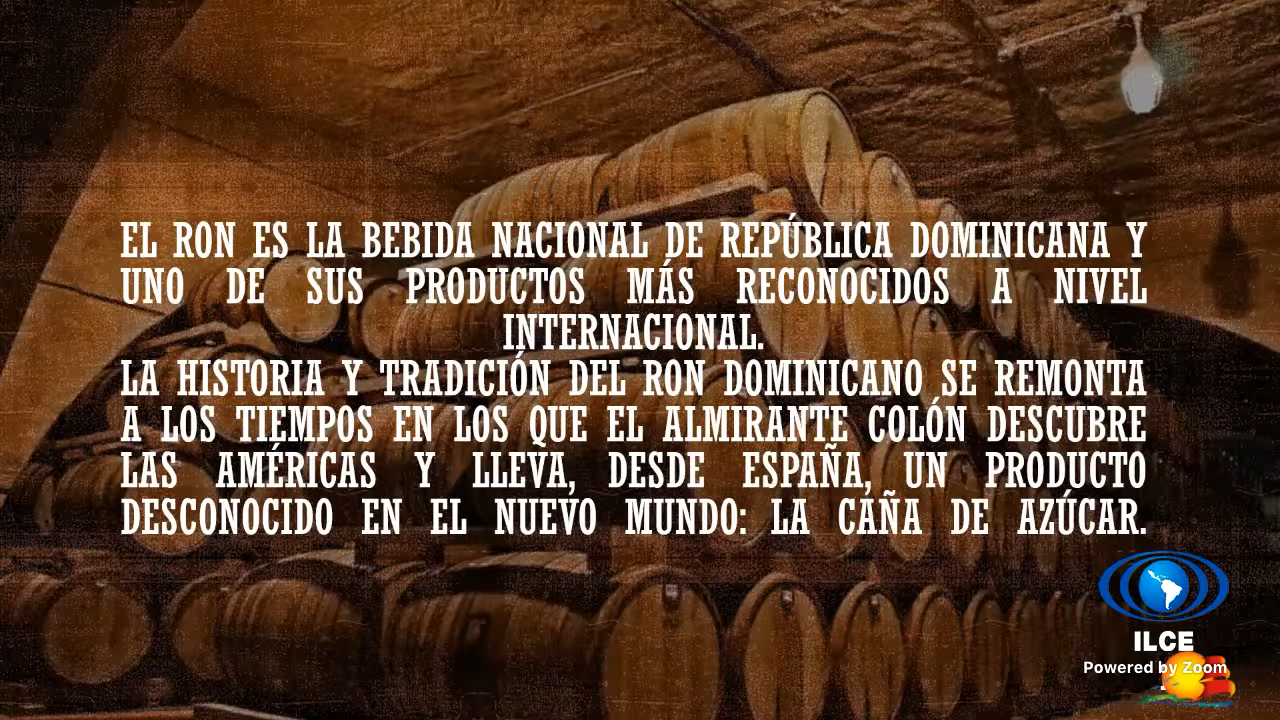 EL RON ES LA BEBIDA NACIONAL DE REPÚBLICA DOMINICANA Y
UNO DE SUS PRODUCTOS MÁS RECONOCIDOS A NIVEL
INTERNACIONAL.
LA HISTORIA Y TRADICIÓN DEL RON DOMINICANO SE REMONTA
A LOS TIEMPOS EN LOS QUE EL ALMIRANTE COLÓN DESCUBRE
LAS AMÉRICAS Y LLEVA, DESDE ESPAÑA, UN PRODUCTO
DESCONOCIDO EN EL NUEVO MUNDO: LA CAÑA DE AZÚCAR.
ILCE
Powered by Zoom